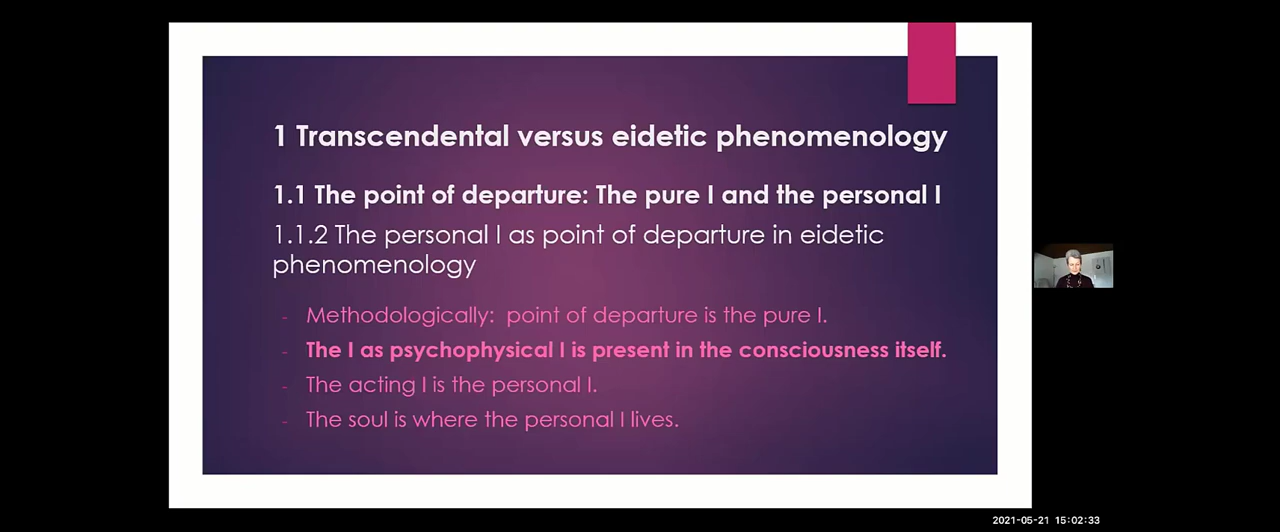 1 Transcendental versus eidetic phenomenology
1.1 The point of departure: The pure I and the personal I
1.1.2 The personal I as point of departure in eidetic
phenomenology
- Methodologically: point of departure is the pure I.
- The I as psychophysical I is present in the consciousness itself.
- The acting I is the personal I.
- The soul is where the personal I lives.
2021-05-21 15:02:33